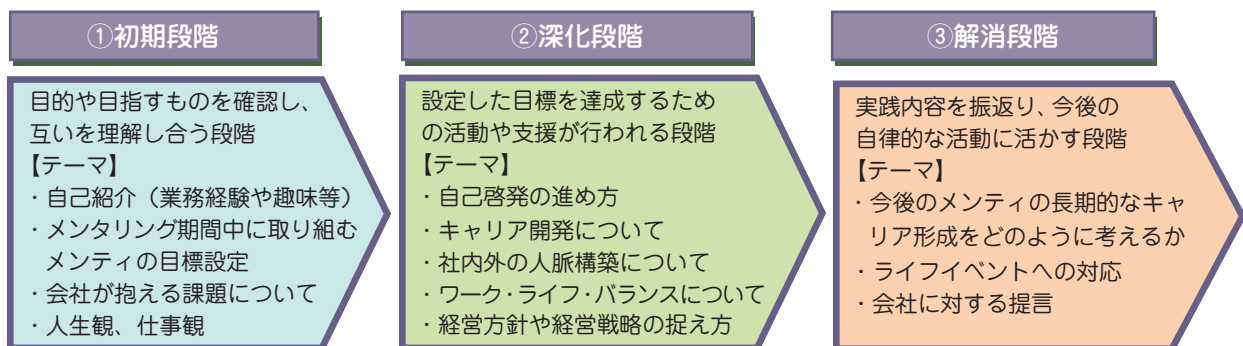 ①初期段階
目的や目指すものを確認し、
互いを理解し合う段階
【テーマ】
・自己紹介（業務経験や趣味等）
・メンタリング期間中に取り組む
メンティの目標設定
・会社が抱える課題について
・人生観、仕事観
②深化段階
設定した目標を達成するため
の活動や支援が行われる段階
【テーマ】
・自己啓発の進め方
・キャリア開発について
・社内外の人脈構築について
・ワーク・ライフ・バランスについて
・経営方針や経営戦略の捉え方
③解消段階
実践内容を振返り、今後の
自律的な活動に活かす段階
【テーマ】
・今後のメンティの長期的なキャ
リア形成をどのように考えるか
・ライフイベントへの対応
・会社に対する提言